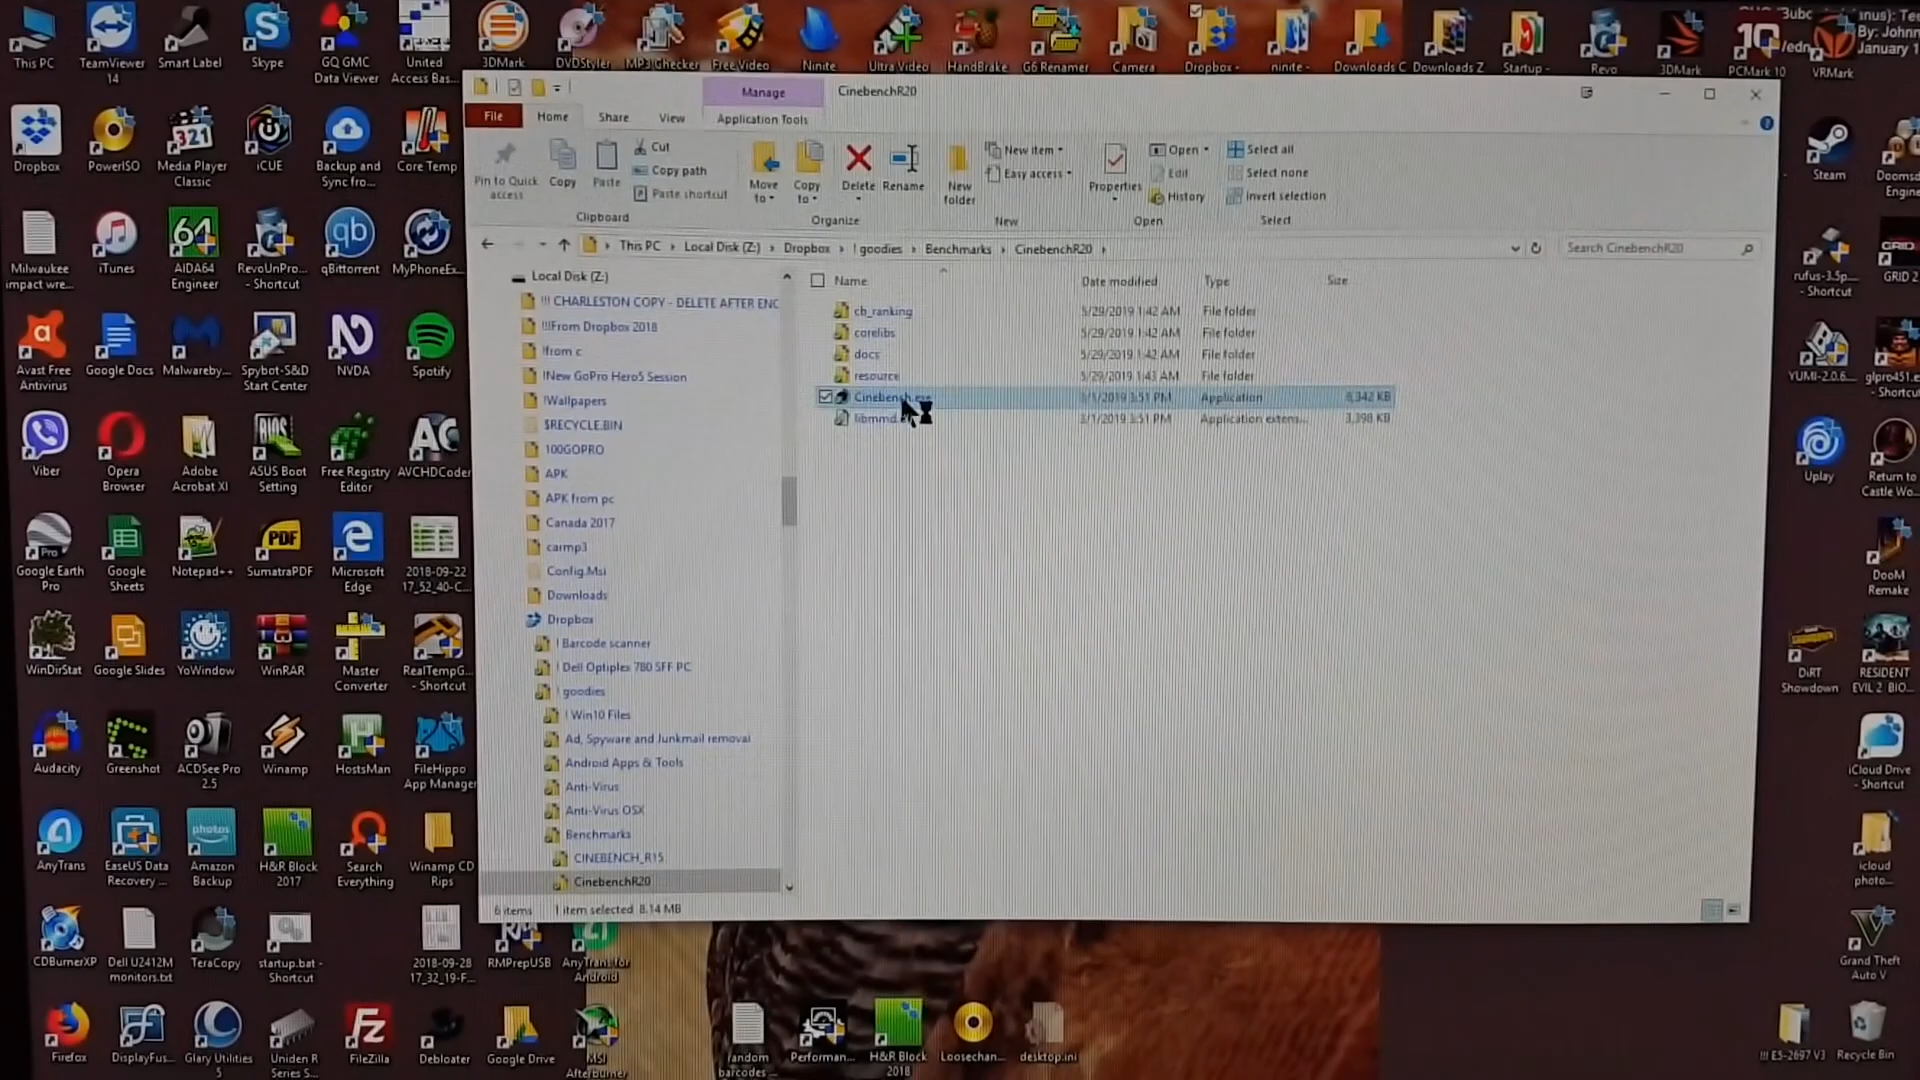 This PC
TeamViewer
14
Smart Label
Skype
GQ GMC
Data Viewer
United
Access Bas...
3DMark
DVDStyler
MP3 Checker
Free Video
Ninite
Ultra Video
HandBrake
G6 Renamer
Camera
Dropbox -
ninite -
Downloads C
Downloads Z
Startup -
Revo
3DMark
PCMark 10
VRMark
By: Johnn
January 1
Manage
CinebenchR20
File
Home
Share
View
Application Tools
Pin to Quick
access
Copy
Paste
Cut
Copy path
Paste shortcut
Clipboard
Move
to
Copy
to
Delete
Rename
Organize
New
folder
New item
Easy access
New
Properties
Open
Edit
History
Open
Select all
Select none
Invert selection
Select
This PC
Local Disk (Z:)
Dropbox
! goodies
Benchmarks
CinebenchR20
Search CinebenchR20
Name
Date modified
Type
Size
cb_ranking 5/29/2019 1:42 AM File folder
corelibs 5/29/2019 1:42 AM File folder
docs 5/29/2019 1:42 AM File folder
resource 5/29/2019 1:43 AM File folder
Cinebench.exe 3/1/2019 3:51 PM Application 8,342 KB
libmmd. 3/1/2019 3:51 PM Application extens... 3,398 KB
Local Disk (Z:)
!!! CHARLESTON COPY - DELETE AFTER ENC
!!!From Dropbox 2018
!from c
!New GoPro Hero5 Session
!Wallpapers
$RECYCLE.BIN
100GOPRO
APK
APK from pc
Canada 2017
carmp3
Config.Msi
Downloads
Dropbox
! Barcode scanner
! Dell Optiplex 780 SFF PC
! goodies
! Win10 Files
Ad, Spyware and Junkmail removal
Android Apps & Tools
Anti-Virus
Anti-Virus OSX
Benchmarks
CINEBENCH_R15
CinebenchR20
6 items
1 item selected 8.14 MB
Dropbox
PowerISO
Media Player
Classic
iCUE
Backup and
Sync fro...
Core Temp
Milwaukee
impact wre...
iTunes
AIDA64
Engineer
RevoUnPro...
- Shortcut
qBittorrent
MyPhoneEx...
Avast Free
Antivirus
Google Docs
Malwareby...
Spybot-S&D
Start Center
NVDA
Spotify
Viber
Opera
Browser
Adobe
Acrobat XI
ASUS Boot
Setting
Free Registry
Editor
AVCHDCoder
Google Earth
Pro
Google
Sheets
Notepad++
SumatraPDF
Microsoft
Edge
2018-09-22
17_52_40-C...
WinDirStat
Google Slides
YoWindow
WinRAR
Master
Converter
RealTempG...
- Shortcut
Audacity
Greenshot
ACDSee Pro
2.5
Winamp
HostsMan
FileHippo
App Manager
AnyTrans
EaseUS Data
Recovery ...
Amazon
Backup
H&R Block
2017
Search
Everything
Winamp CD
Rips
CDBurnerXP
Dell U2412M
monitors.txt
TeraCopy
startup.bat -
Shortcut
2018-09-28
17_32_19-F...
RMPrepUSB
AnyTrans for
Android
Firefox
DisplayFus...
Glary Utilities
5
Uniden R
Series S...
FileZilla
Debloater
Google Drive
MSI
Afterburner
random
barcodes ...
Performan...
H&R Block
2018
Loosechan...
desktop.ini
Steam
Doomsd
Engine
rufus-3.5p...
- Shortcut
GRID 2
YUMI-2.0.6...
glpro451.e
- Shortcut
Uplay
Return to
Castle Wo...
DooM
Remake
DiRT
Showdown
RESIDENT
EVIL 2 BIO...
iCloud Drive
- Shortcut
icloud
photo...
Grand Theft
Auto V
!!! E5-2697 V3
Recycle Bin